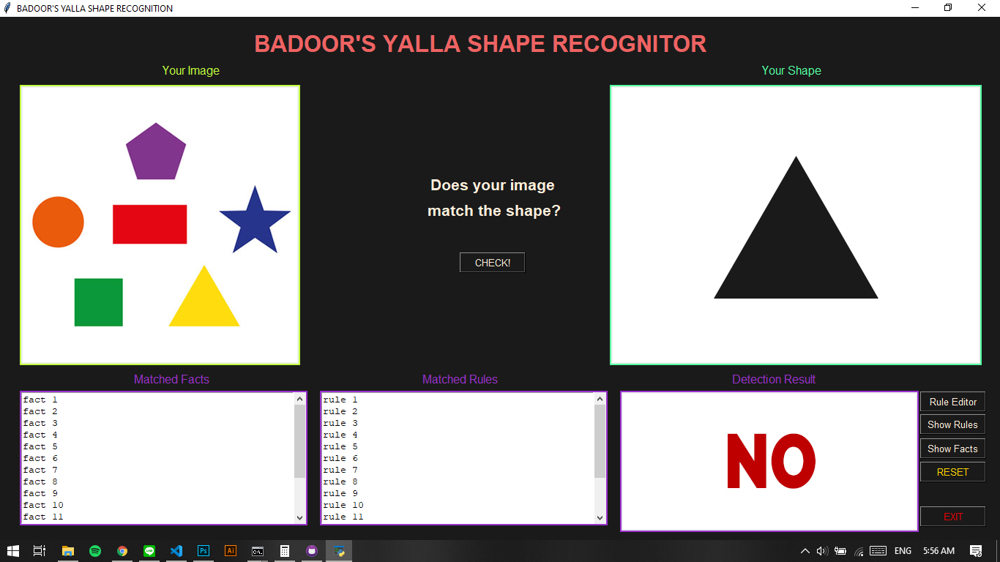 BADOOR'S YALLA SHAPE RECOGNITION
BADOOR'S YALLA SHAPE RECOGNITOR
Your Image
Your Shape
Does your image
match the shape?
CHECK!
Matched Facts
Matched Rules
Detection Result
fact 1
fact 2
fact 3
fact 4
fact 5
fact 6
fact 7
fact 8
fact 9
fact 10
fact 11
rule 1
rule 2
rule 3
rule 4
rule 5
rule 6
rule 7
rule 8
rule 9
rule 10
rule 11
NO
Rule Editor
Show Rules
Show Facts
RESET
EXIT
LINE
Ps
Ai
C:\.
ENG
5:56 AM